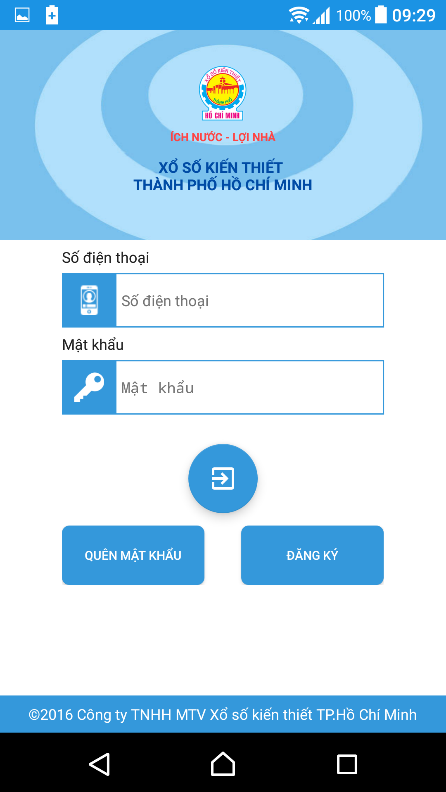 100% 09:29
HỒ CHÍ MINH
ÍCH NƯỚC - LỢI NHÀ
XỔ SỐ KIẾN THIẾT
THÀNH PHỐ HỒ CHÍ MINH
Số điện thoại
Số điện thoại
Mật khẩu
Mật khẩu
QUÊN MẬT KHẨU
ĐĂNG KÝ
©2016 Công ty TNHH MTV Xổ số kiến thiết TP.Hồ Chí Minh